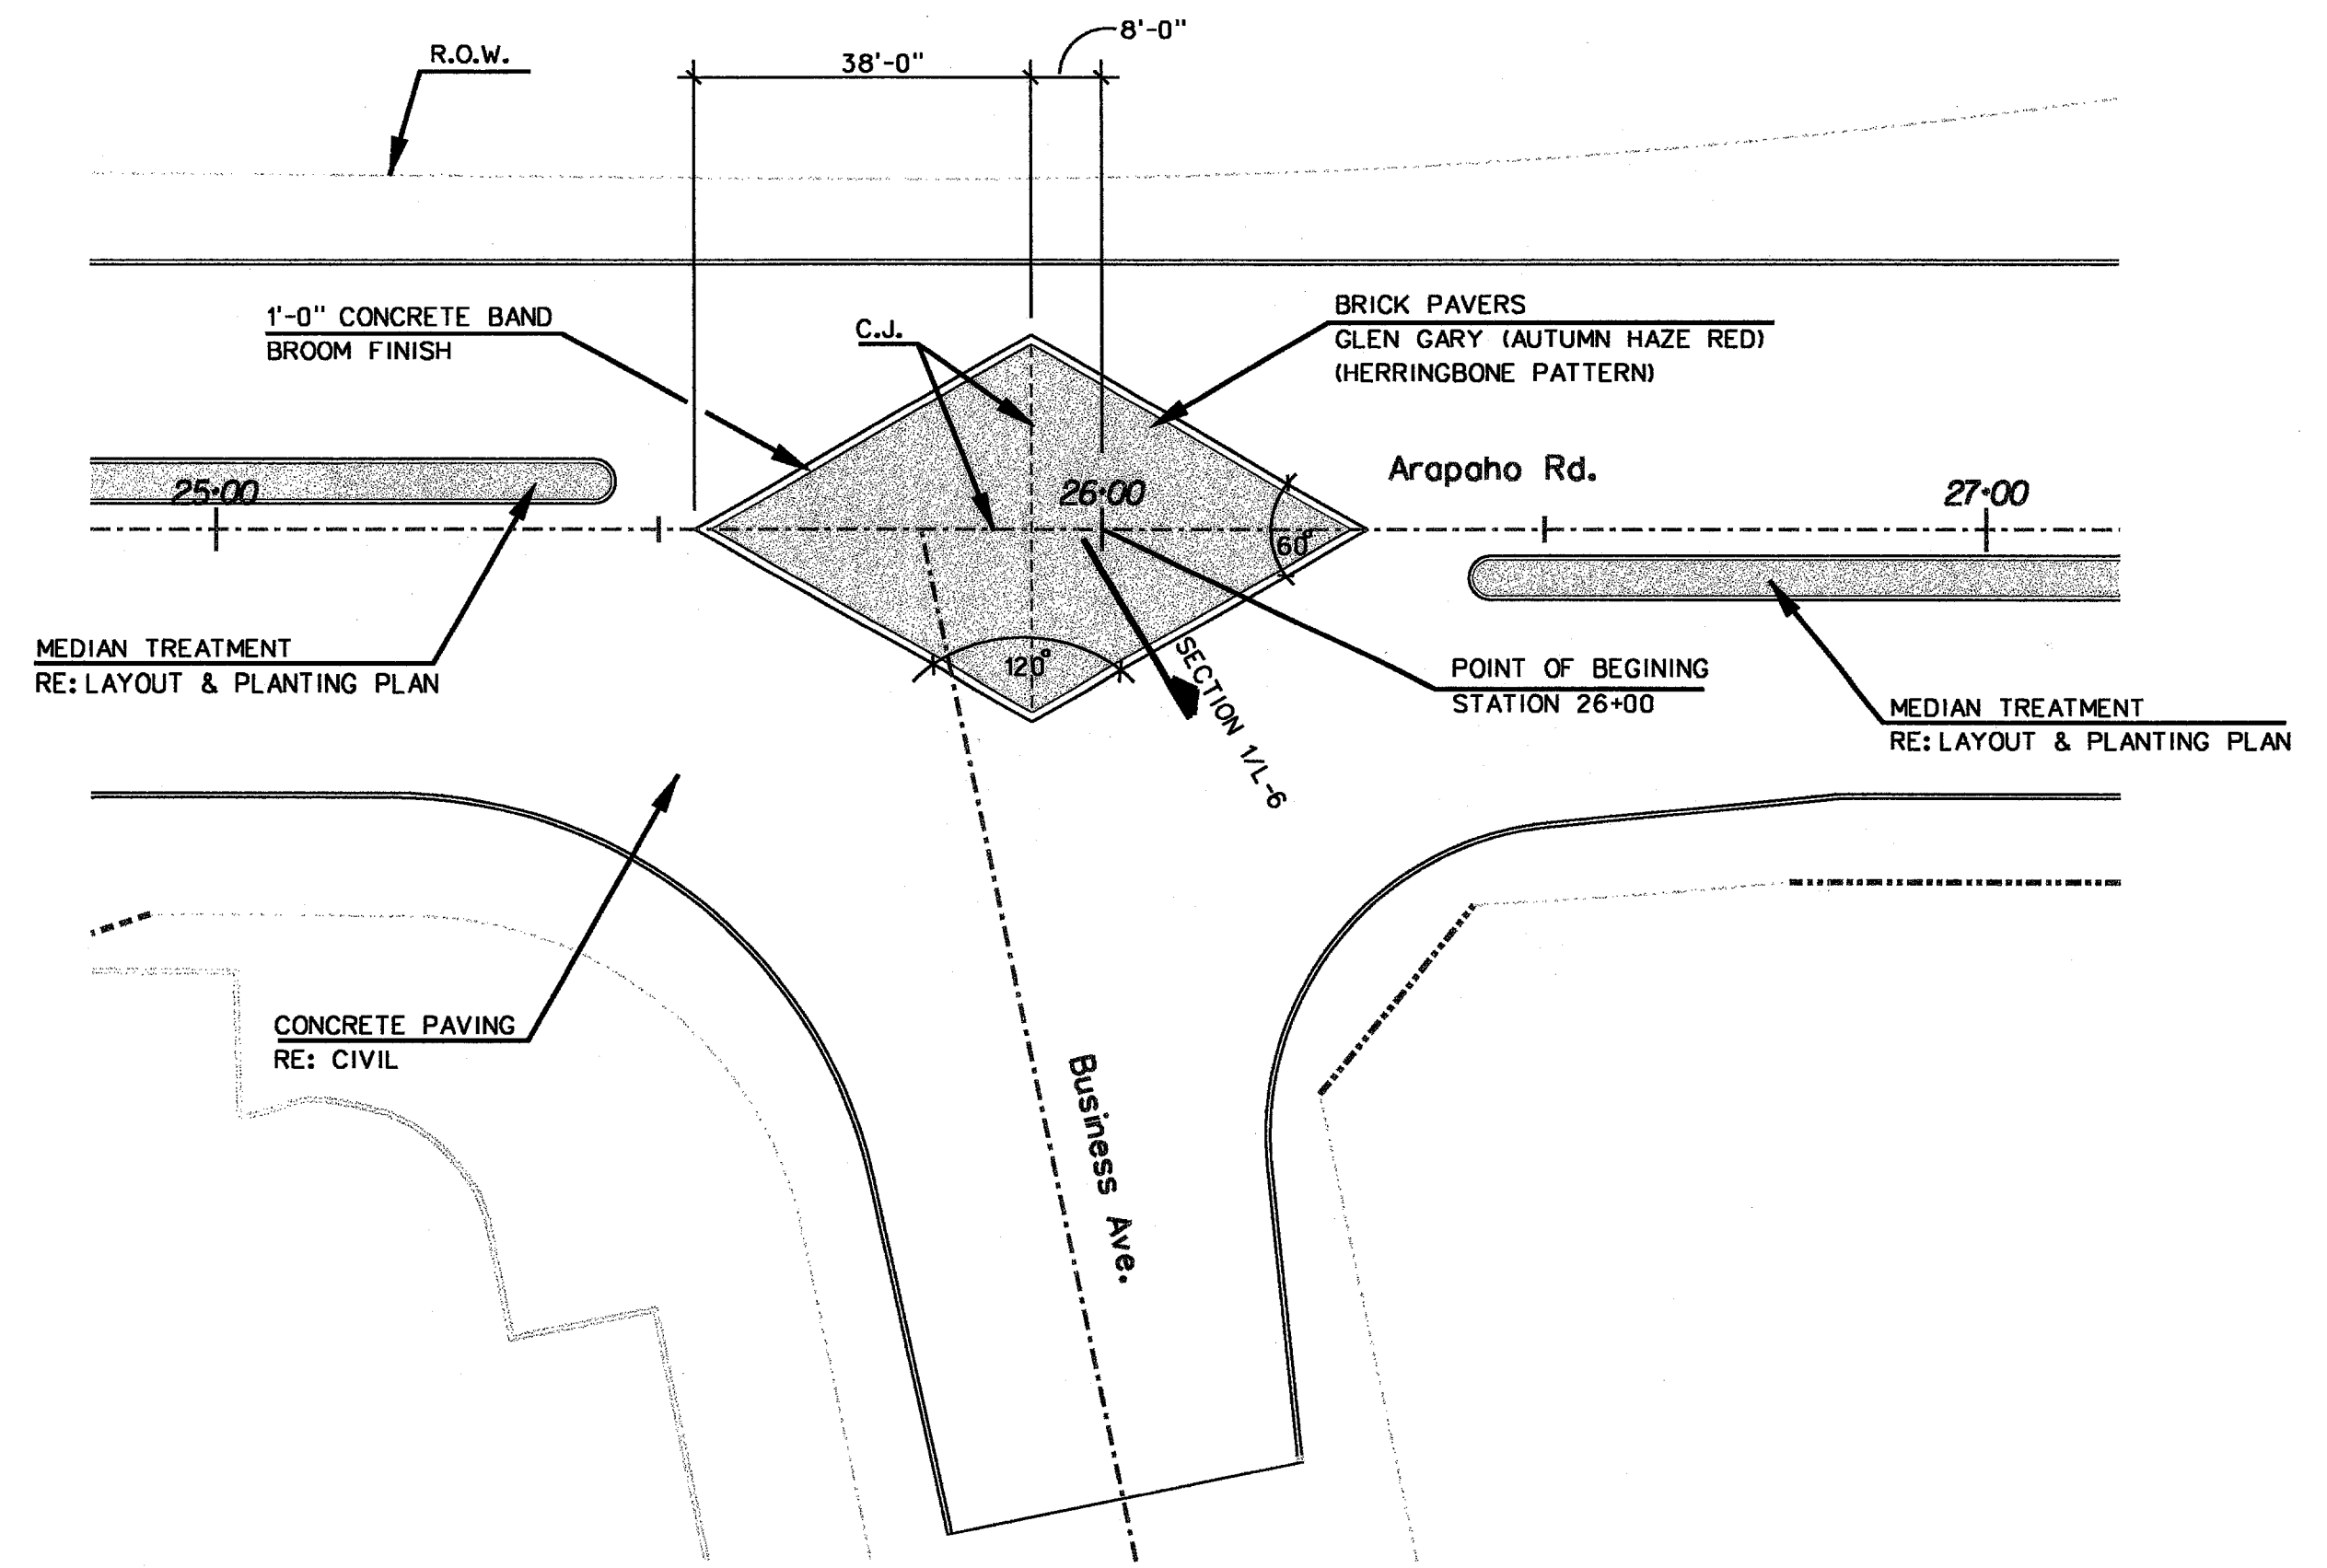 R.O.W.
38'-0"
8'-0"
1'-0" CONCRETE BAND
BROOM FINISH
C.J.
BRICK PAVERS
GLEN GARY (AUTUMN HAZE RED)
(HERRINGBONE PATTERN)
Arapaho Rd.
25+00
26+00
27+00
60°
120°
MEDIAN TREATMENT
RE: LAYOUT & PLANTING PLAN
SECTION 1/L-6
POINT OF BEGINING
STATION 26+00
MEDIAN TREATMENT
RE: LAYOUT & PLANTING PLAN
CONCRETE PAVING
RE: CIVIL
Business Ave.